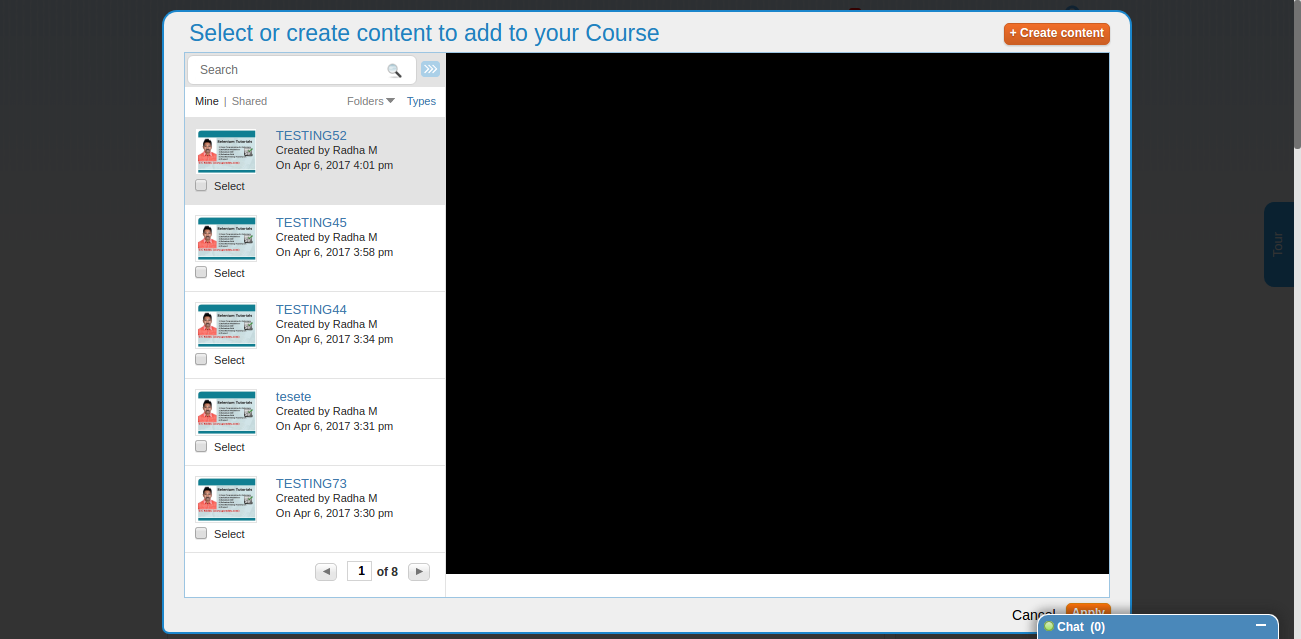 Select or create content to add to your Course
+ Create content
Search
Mine | Shared
Folders
Types
TESTING52
Created by Radha M
On Apr 6, 2017 4:01 pm
Select
TESTING45
Created by Radha M
On Apr 6, 2017 3:58 pm
Select
TESTING44
Created by Radha M
On Apr 6, 2017 3:34 pm
Select
tesete
Created by Radha M
On Apr 6, 2017 3:31 pm
Select
TESTING73
Created by Radha M
On Apr 6, 2017 3:30 pm
Select
1 of 8
Tour
Cancel
Apply
Chat (0)